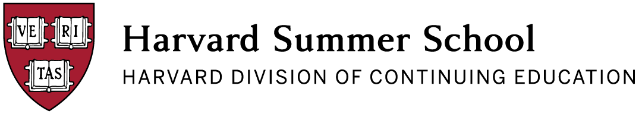 VE RI
TAS
Harvard Summer School
HARVARD DIVISION OF CONTINUING EDUCATION